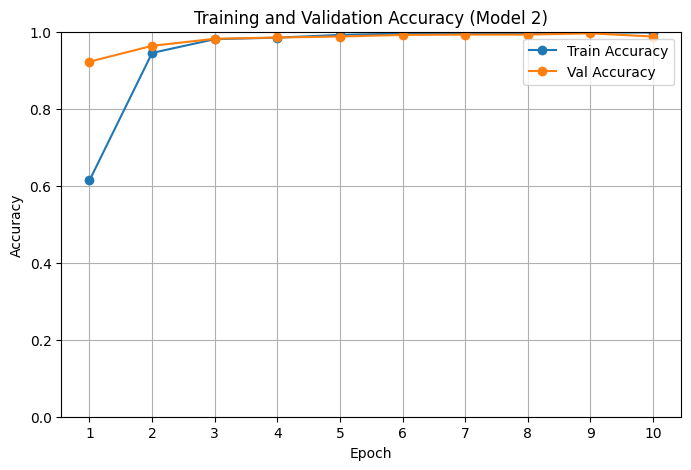 Training and Validation Accuracy (Model 2)
1.0
0.8
0.6
0.4
0.2
0.0
Accuracy
Train Accuracy
Val Accuracy
1 2 3 4 5 6 7 8 9 10
Epoch